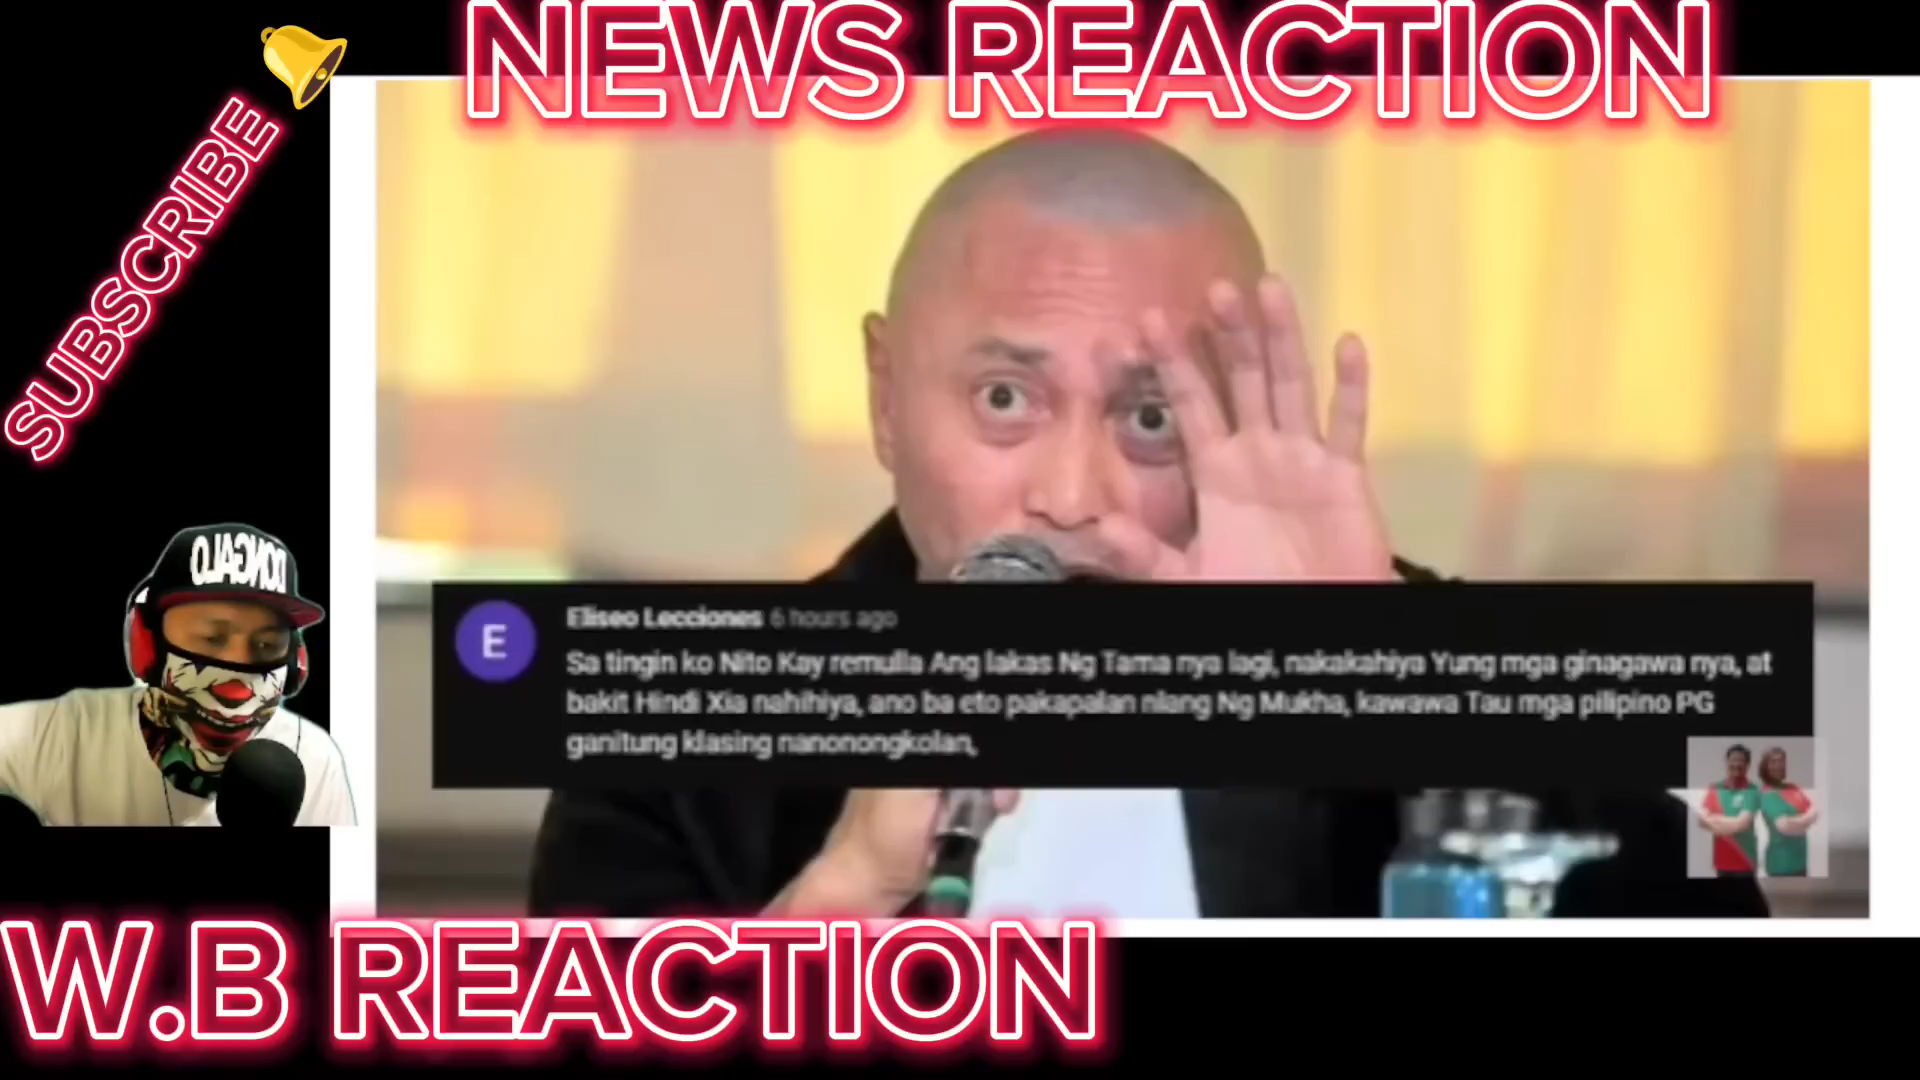 NEWS REACTION
SUBSCRIBE
DONGALO
E
Eliseo Lecciones 6 hours ago
Sa tingin ko Nito Kay remulla Ang lakas Ng Tama nya lagi, nakakahiya Yung mga ginagawa nya, at
bakit Hindi Xia nahihiya, ano ba eto pakapalan nlang Ng Mukha, kawawa Tau mga pilipino PG
ganitung klasing nanonongkolan,
W.B REACTION